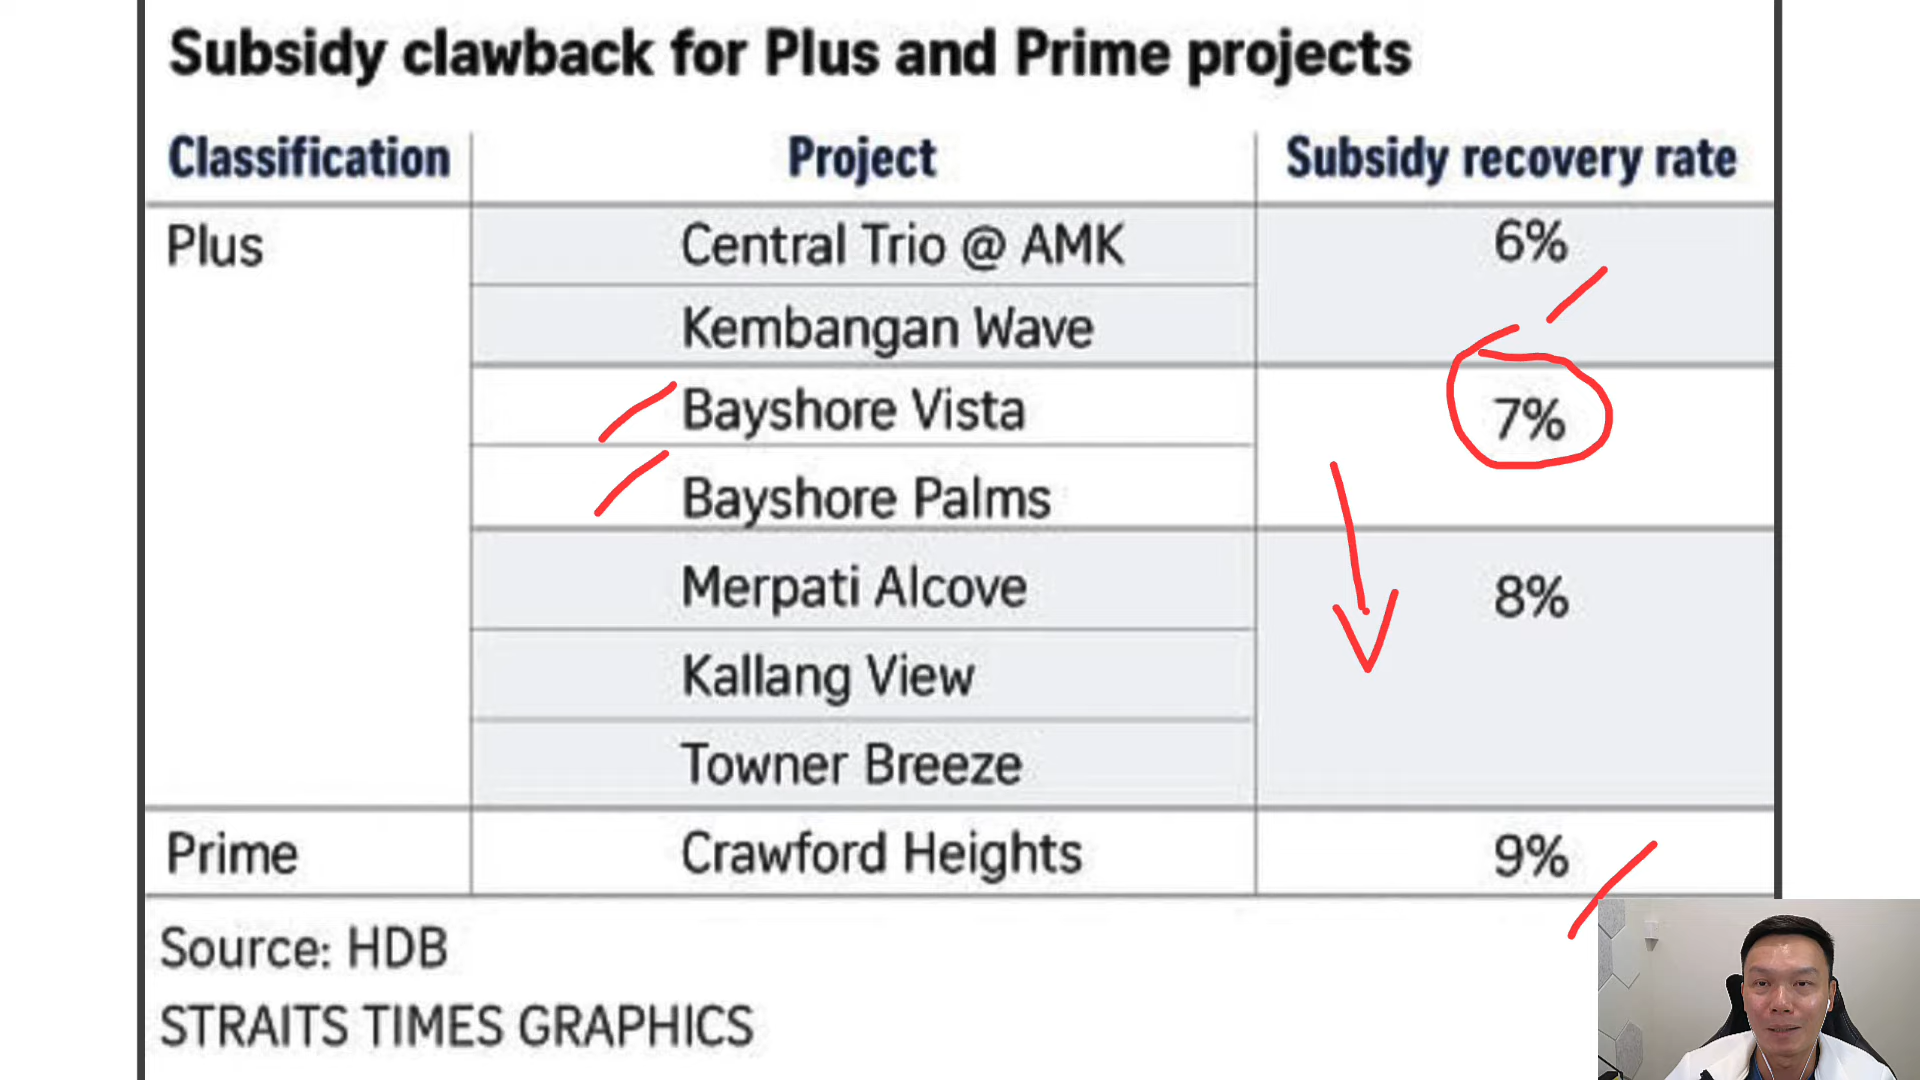 Subsidy clawback for Plus and Prime projects
Classification Project Subsidy recovery rate
Plus Central Trio @ AMK 6%
Kembangan Wave
Bayshore Vista 7%
Bayshore Palms
Merpati Alcove 8%
Kallang View
Towner Breeze
Prime Crawford Heights 9%
Source: HDB
STRAITS TIMES GRAPHICS